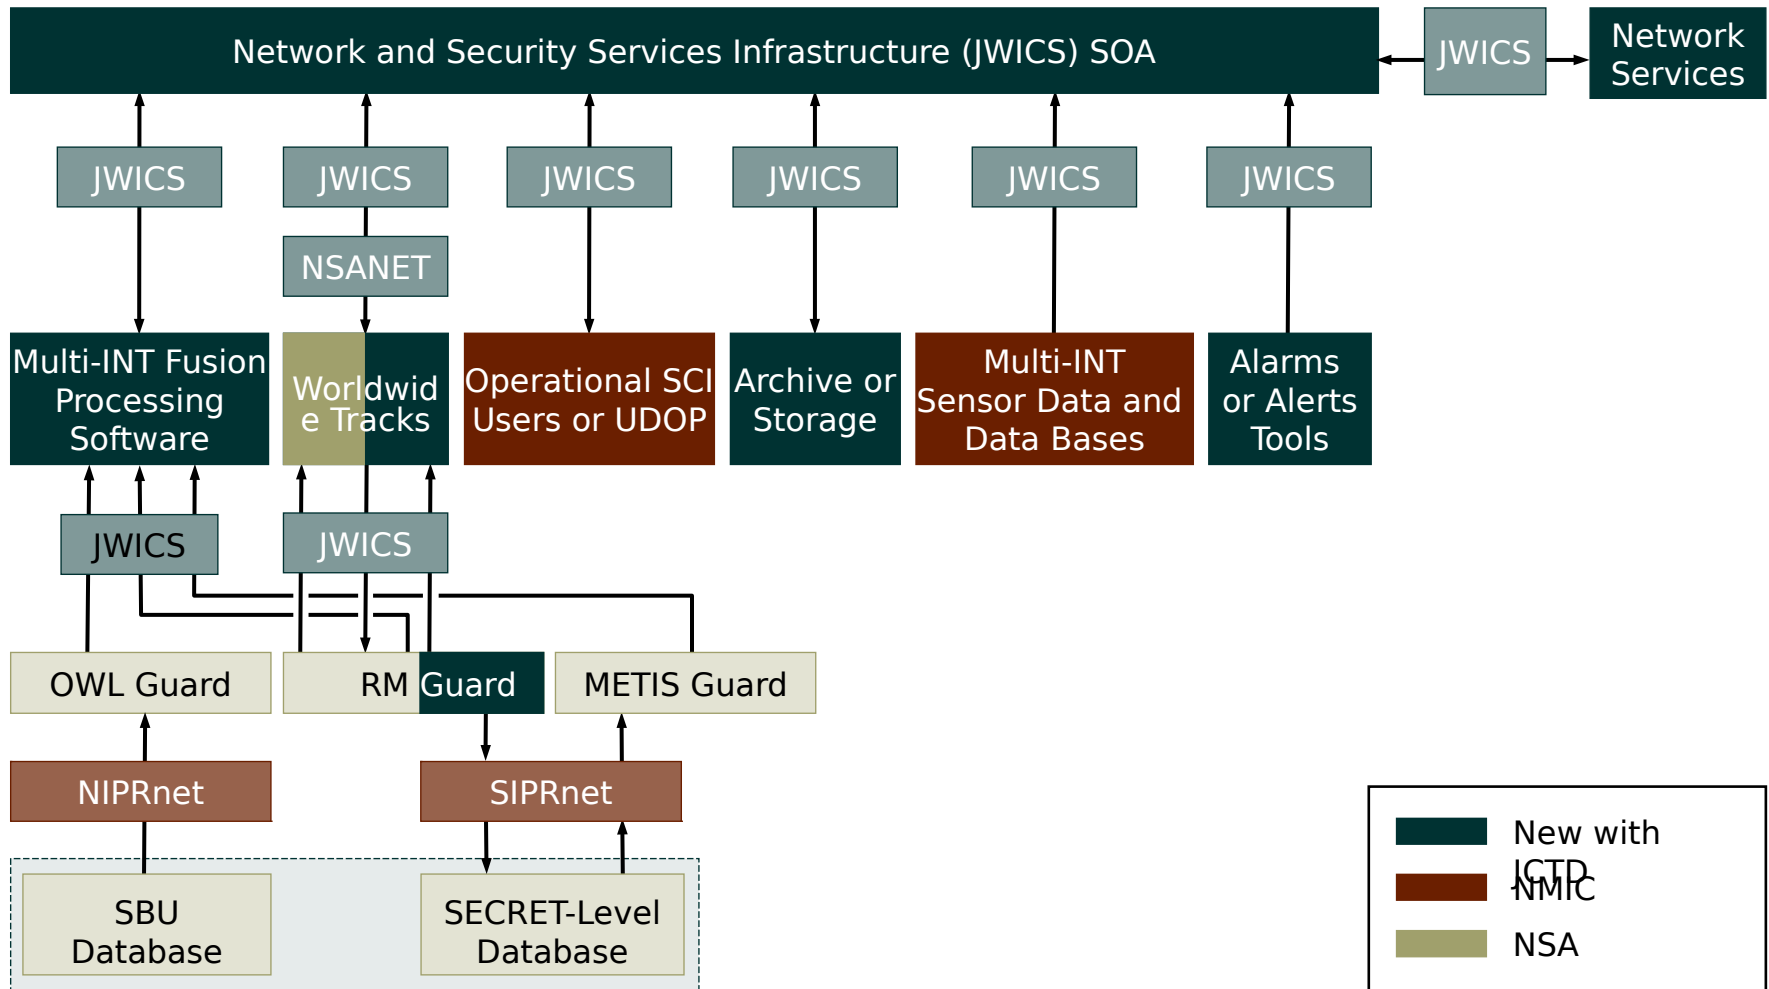 Network and Security Services Infrastructure (JWICS) SOA
JWICS
Network
Services
JWICS
JWICS
JWICS
JWICS
JWICS
JWICS
NSANET
Multi-INT Fusion
Processing
Software
Worldwid
e Tracks
Operational SCI
Users or UDOP
Archive or
Storage
Multi-INT
Sensor Data and
Data Bases
Alarms
or Alerts
Tools
JWICS
JWICS
OWL Guard
RM Guard
METIS Guard
NIPRnet
SIPRnet
SBU
Database
SECRET-Level
Database
New with
JCTD
NMIC
NSA